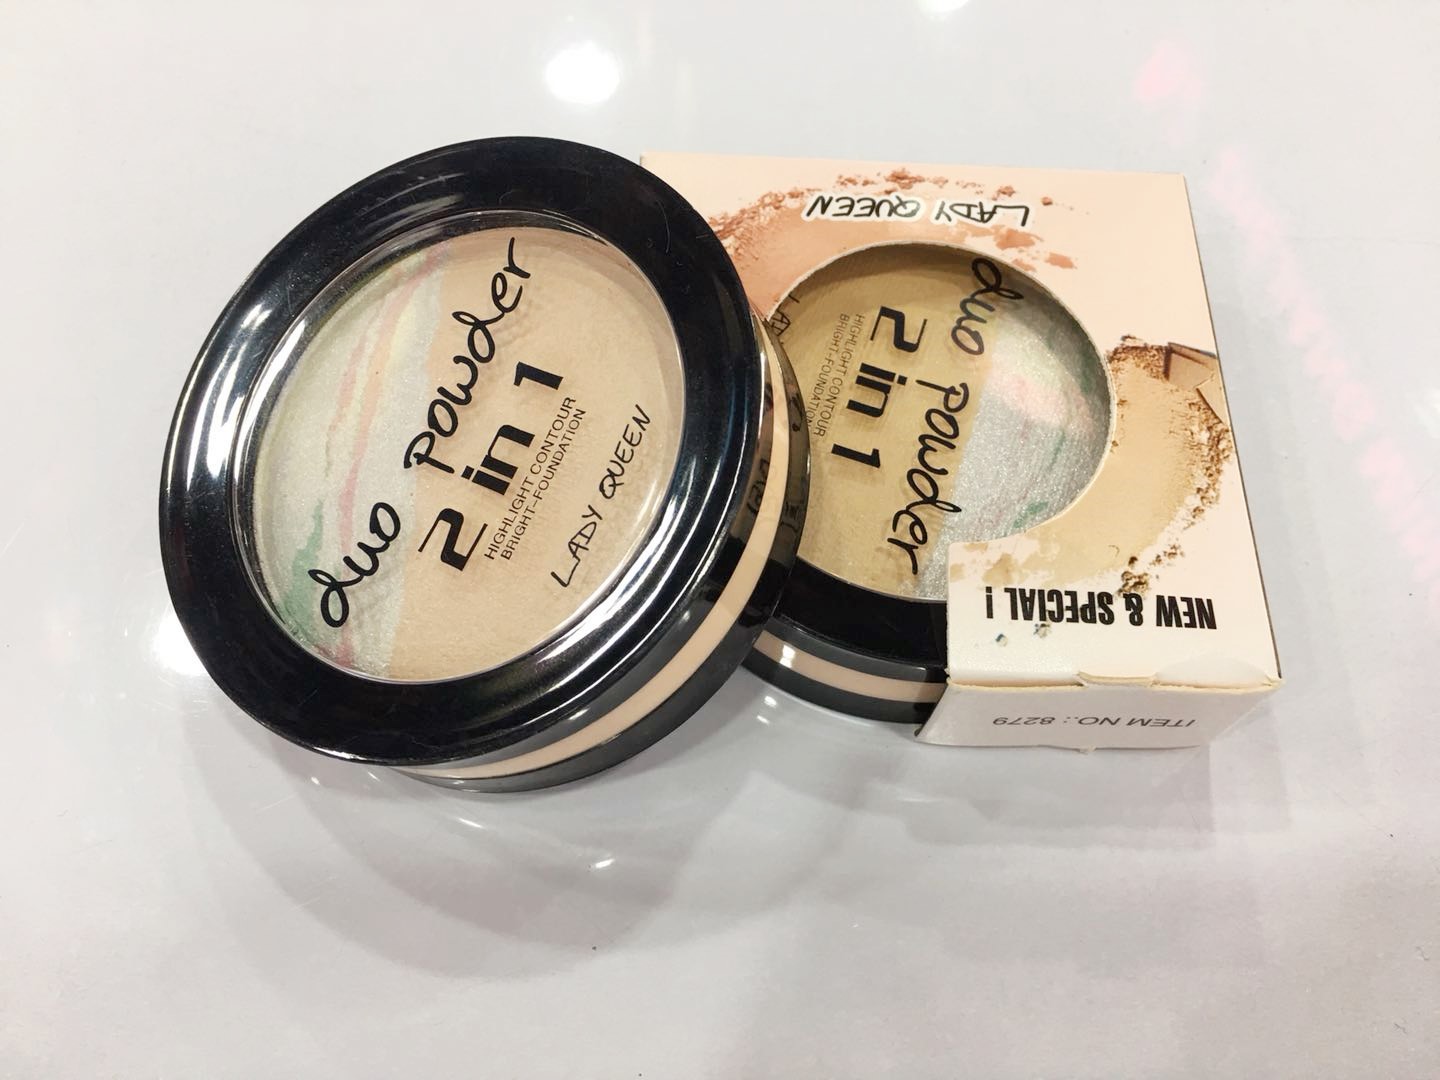 duo powder
2 in 1
HIGHLIGHT CONTOUR
BRIGHT-FOUNDATION
LADY QUEEN
LADY QUEEN
duo powder
2 in 1
HIGHLIGHT CONTOUR
BRIGHT-FOUNDATION
NEW & SPECIAL !
ITEM NO.: 8279